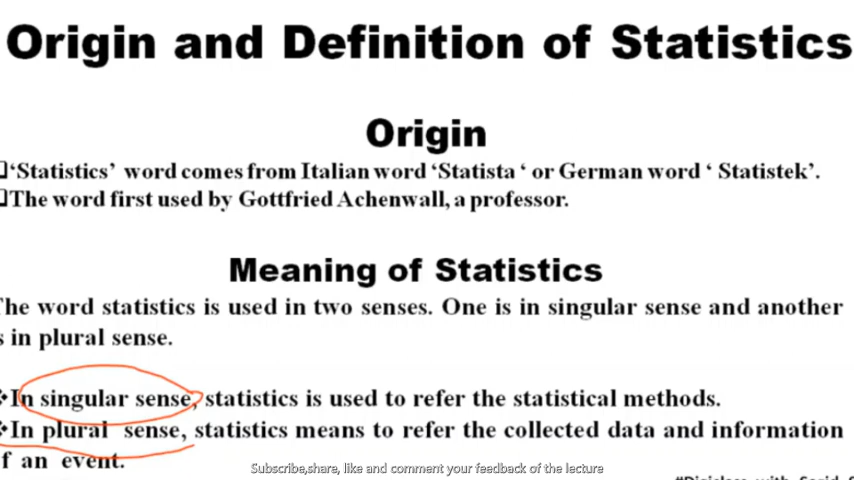 Origin and Definition of Statistics
Origin
‘Statistics’ word comes from Italian word ‘Statista ‘ or German word ‘ Statistek’.
The word first used by Gottfried Achenwall, a professor.
Meaning of Statistics
The word statistics is used in two senses. One is in singular sense and another
s in plural sense.
In singular sense, statistics is used to refer the statistical methods.
In plural sense, statistics means to refer the collected data and information
f an event.
Subscribe,share, like and comment your feedback of the lecture